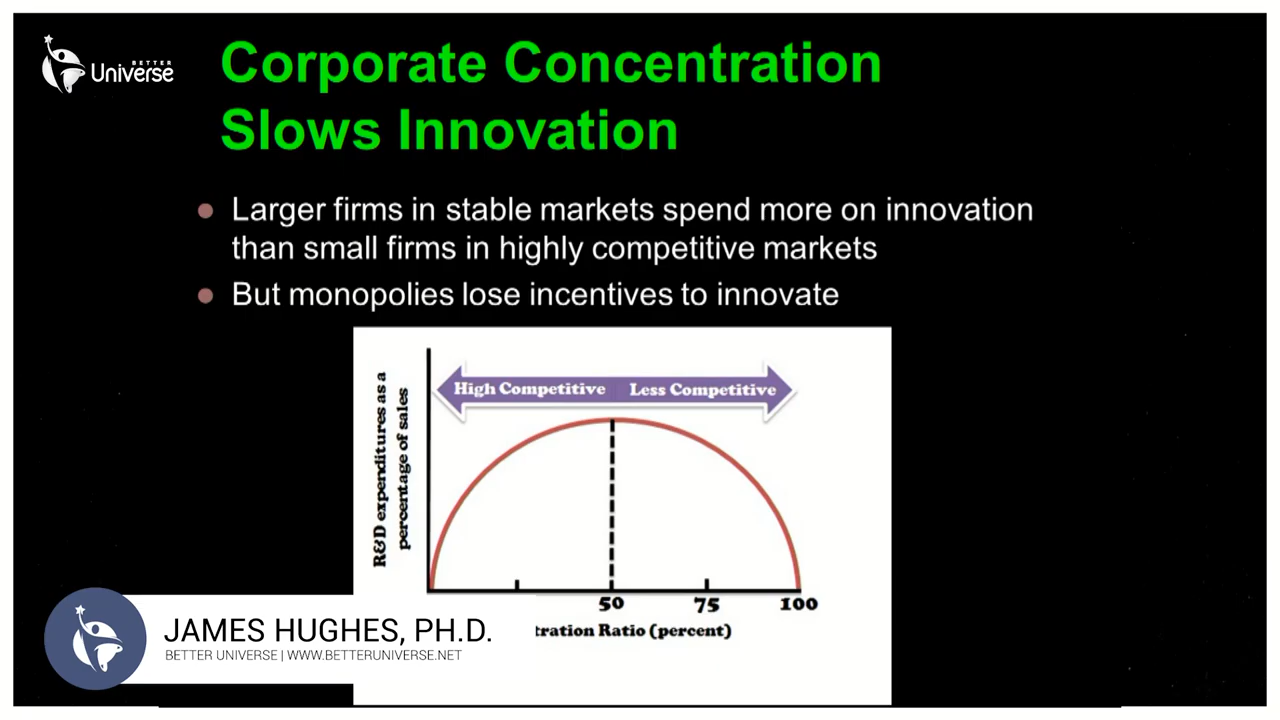 BETTER
Universe
Corporate Concentration
Slows Innovation
Larger firms in stable markets spend more on innovation
than small firms in highly competitive markets
But monopolies lose incentives to innovate
High Competitive
Less Competitive
R&D expenditures as a
percentage of sales
50
75
100
tration Ratio (percent)
JAMES HUGHES, PH.D.
BETTER UNIVERSE | WWW.BETTERUNIVERSE.NET